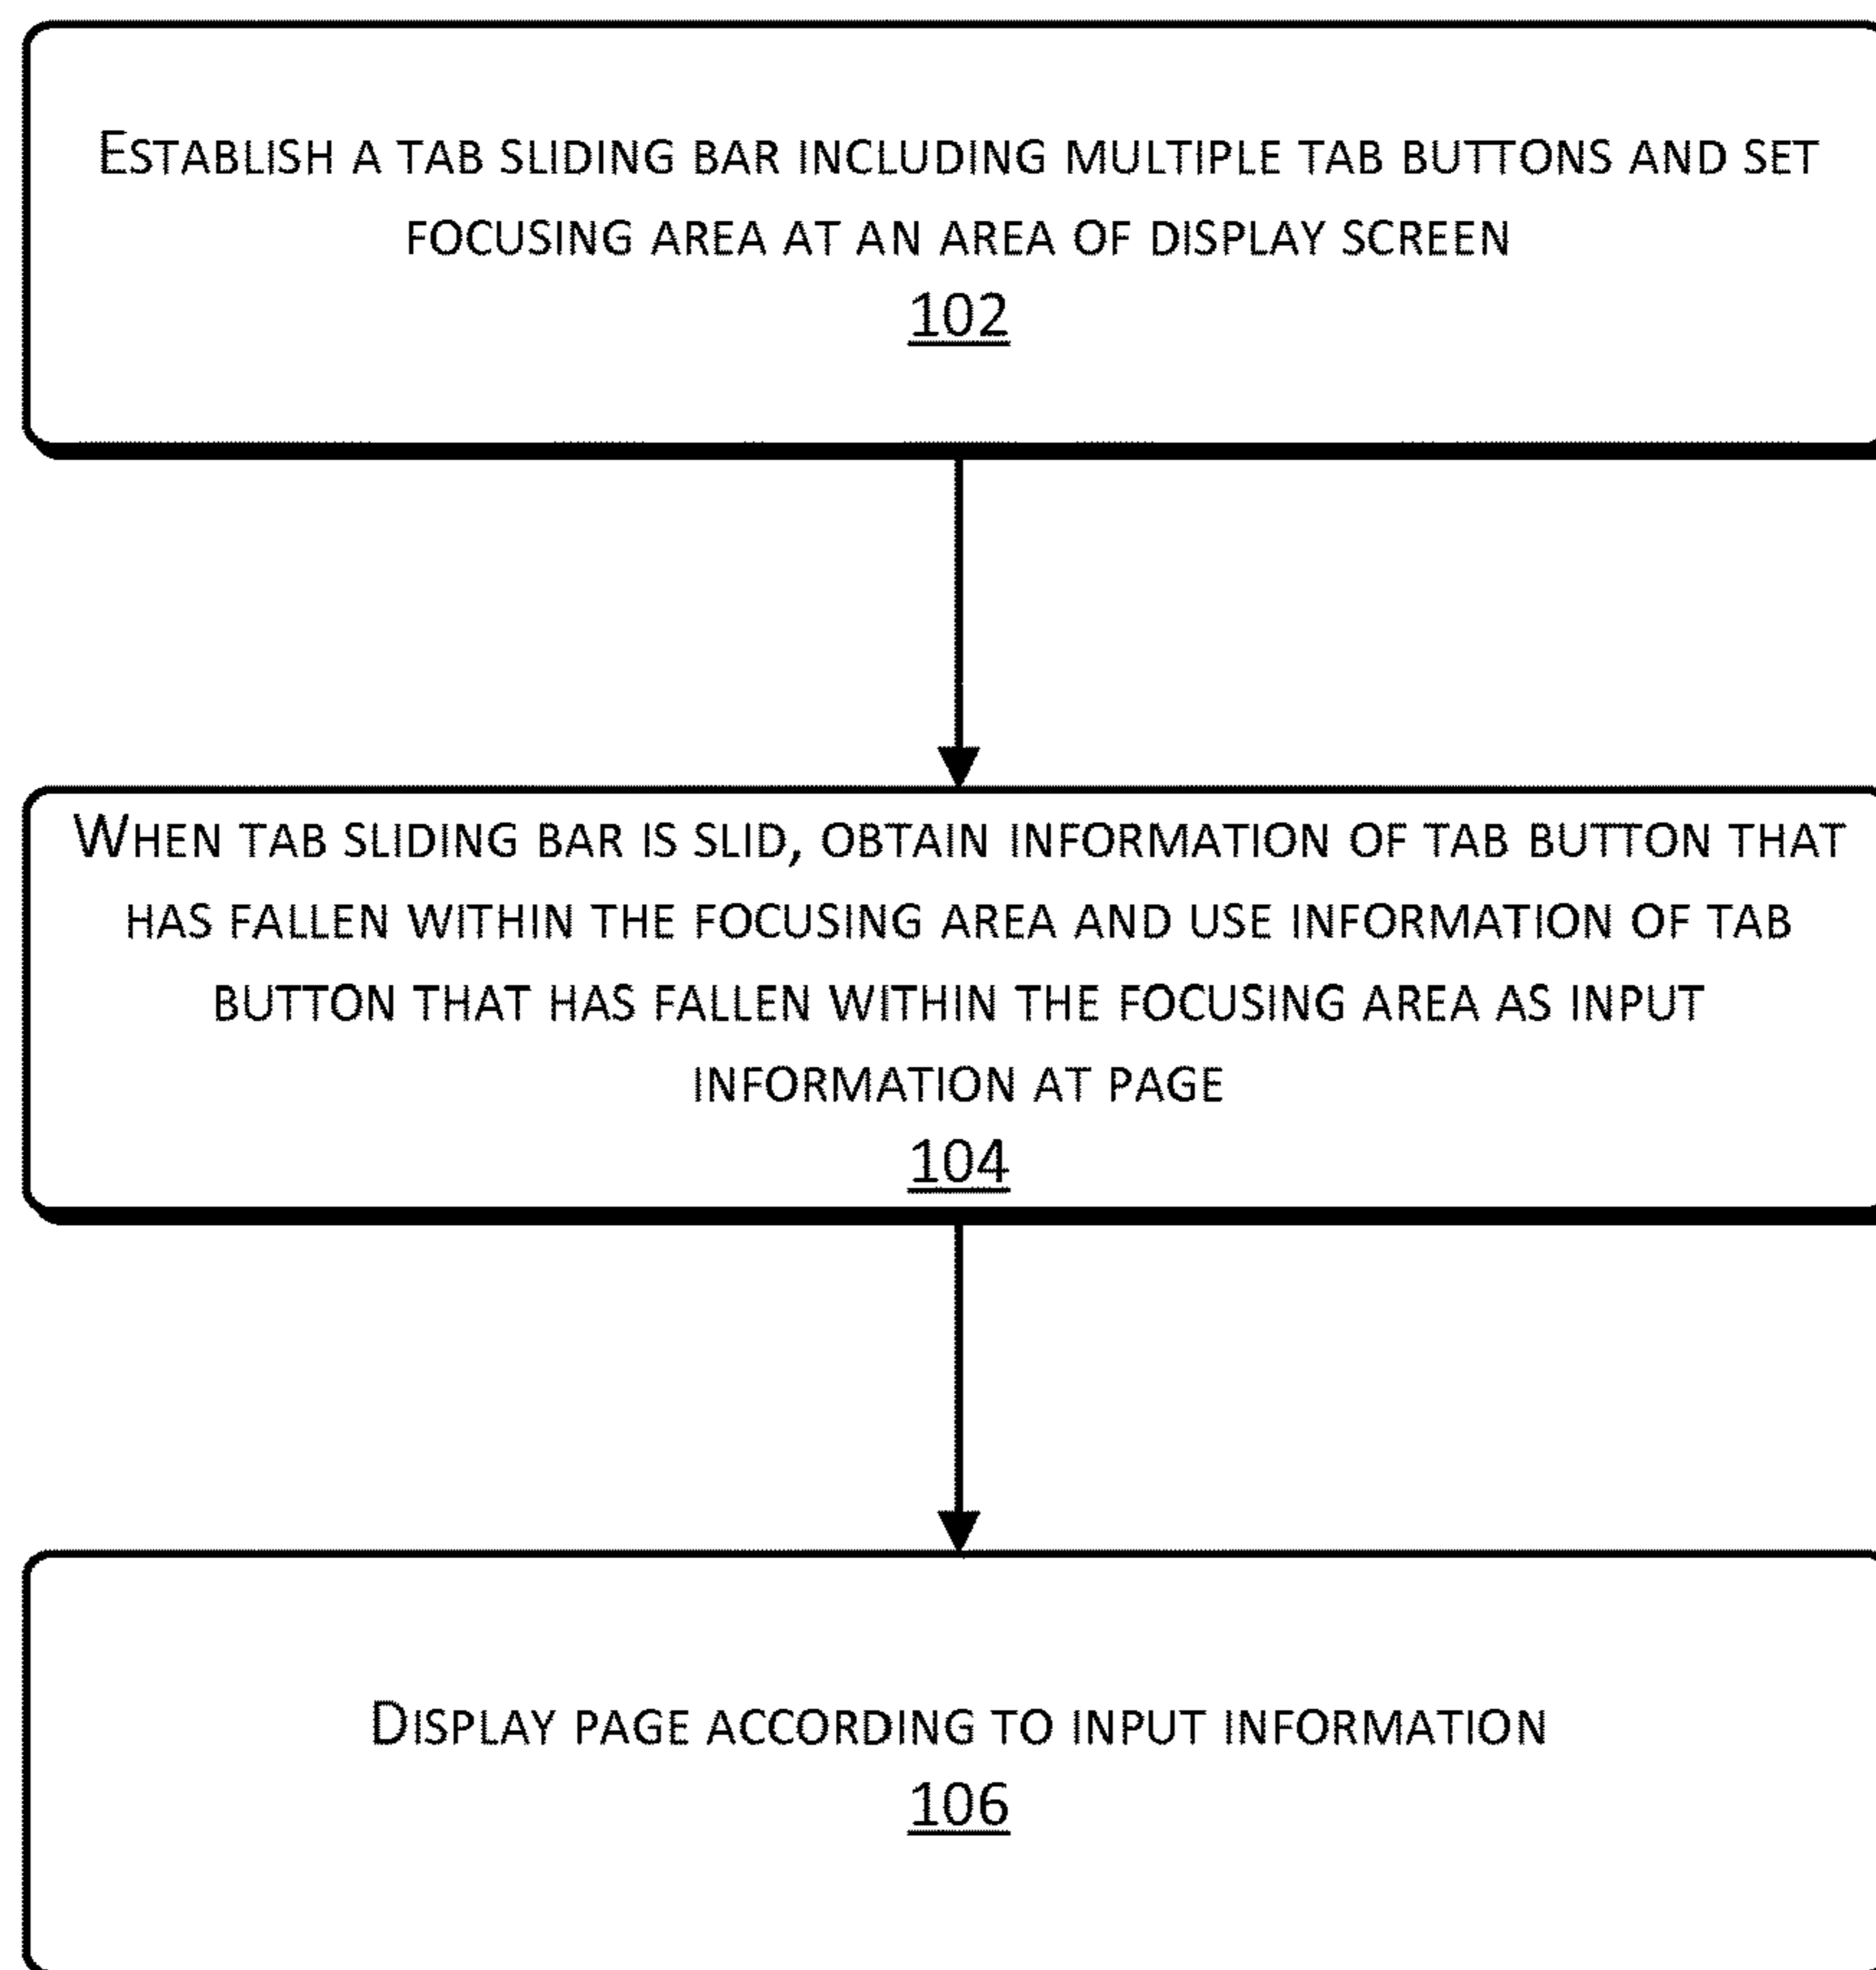 ESTABLISH A TAB SLIDING BAR INCLUDING MULTIPLE TAB BUTTONS AND SET
FOCUSING AREA AT AN AREA OF DISPLAY SCREEN
102
WHEN TAB SLIDING BAR IS SLID, OBTAIN INFORMATION OF TAB BUTTON THAT
HAS FALLEN WITHIN THE FOCUSING AREA AND USE INFORMATION OF TAB
BUTTON THAT HAS FALLEN WITHIN THE FOCUSING AREA AS INPUT
INFORMATION AT PAGE
104
DISPLAY PAGE ACCORDING TO INPUT INFORMATION
106